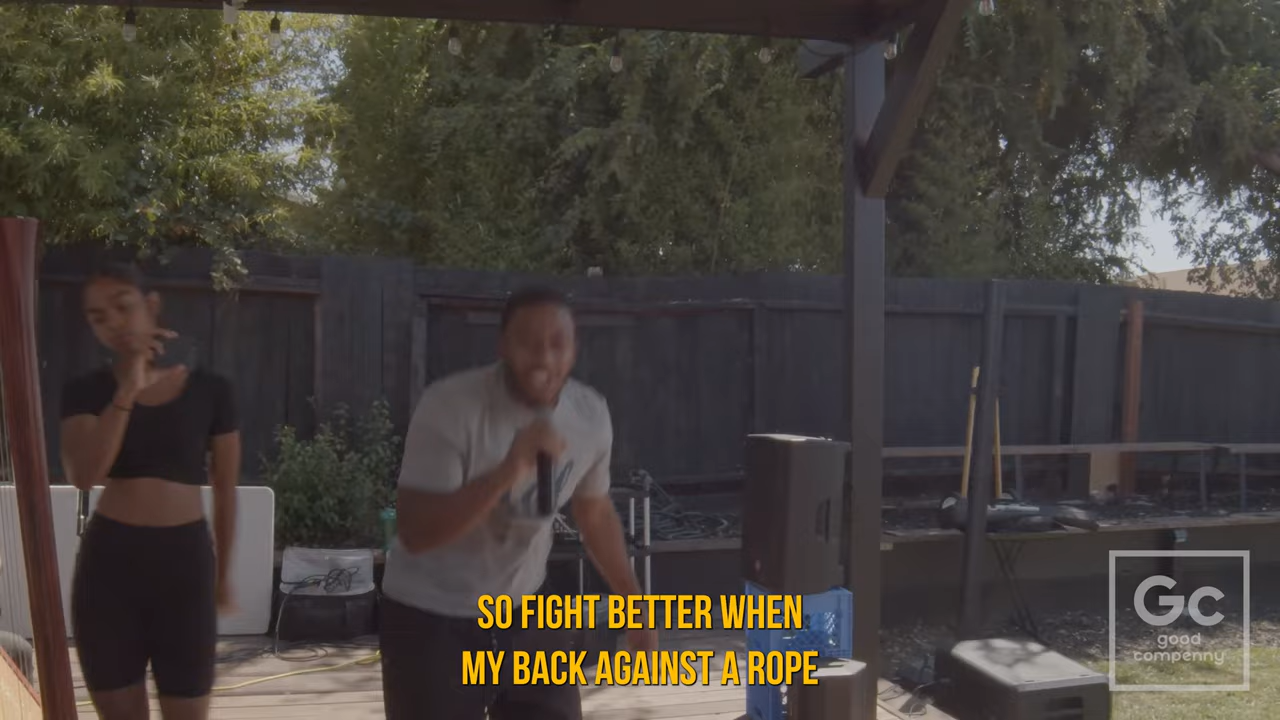 SO FIGHT BETTER WHEN
MY BACK AGAINST A ROPE
Gc
good
compenny